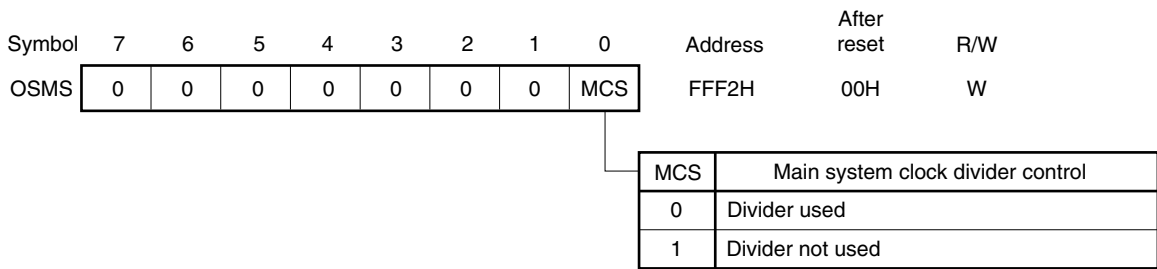 Symbol 7 6 5 4 3 2 1 0 Address After reset R/W
OSMS 0 0 0 0 0 0 0 MCS FFF2H 00H W
MCS Main system clock divider control
0 Divider used
1 Divider not used